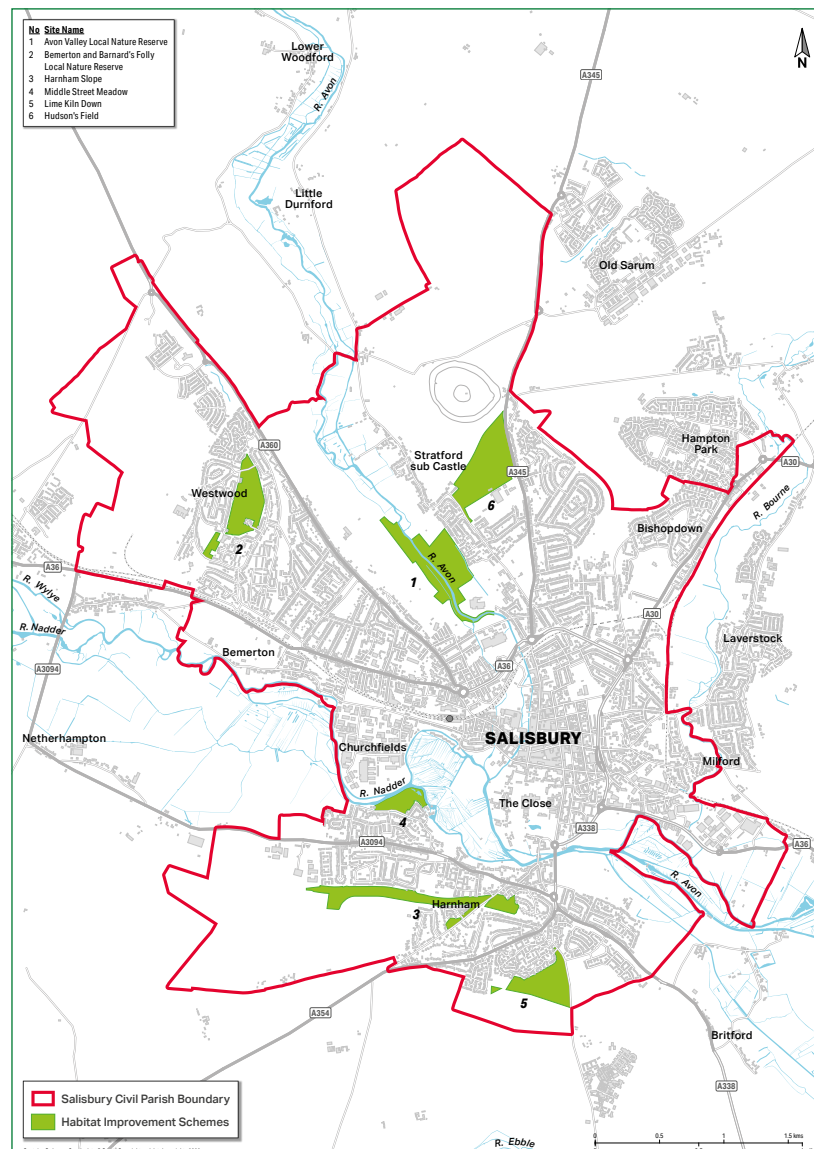 No Site Name
1 Avon Valley Local Nature Reserve
2 Bemerton and Barnard's Folly
Local Nature Reserve
3 Harnham Slope
4 Middle Street Meadow
5 Lime Kiln Down
6 Hudson's Field
N
Lower
Woodford
R. Avon
A345
Little
Durnford
Old Sarum
A360
Stratford
sub Castle
A345
Hampton
Park
A30
R. Bourne
Westwood
6
Bishopdown
2
R. Avon
1
A36
R. Wylye
R. Nadder
A30
Laverstock
Bemerton
A36
A3094
Netherhampton
Churchfields
SALISBURY
Milford
R. Nadder
The Close
4
A3094
A338
A36
R. Avon
3
Harnham
5
A354
Britford
A338
Salisbury Civil Parish Boundary
Habitat Improvement Schemes
R. Ebble
0 0.5 1 1.5 kms